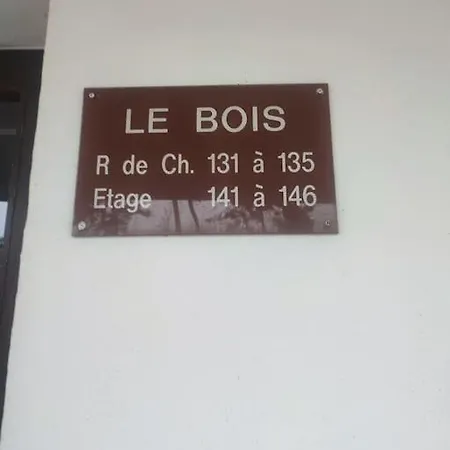 LE BOIS
R de Ch. 131 à 135
Etage 141 à 146